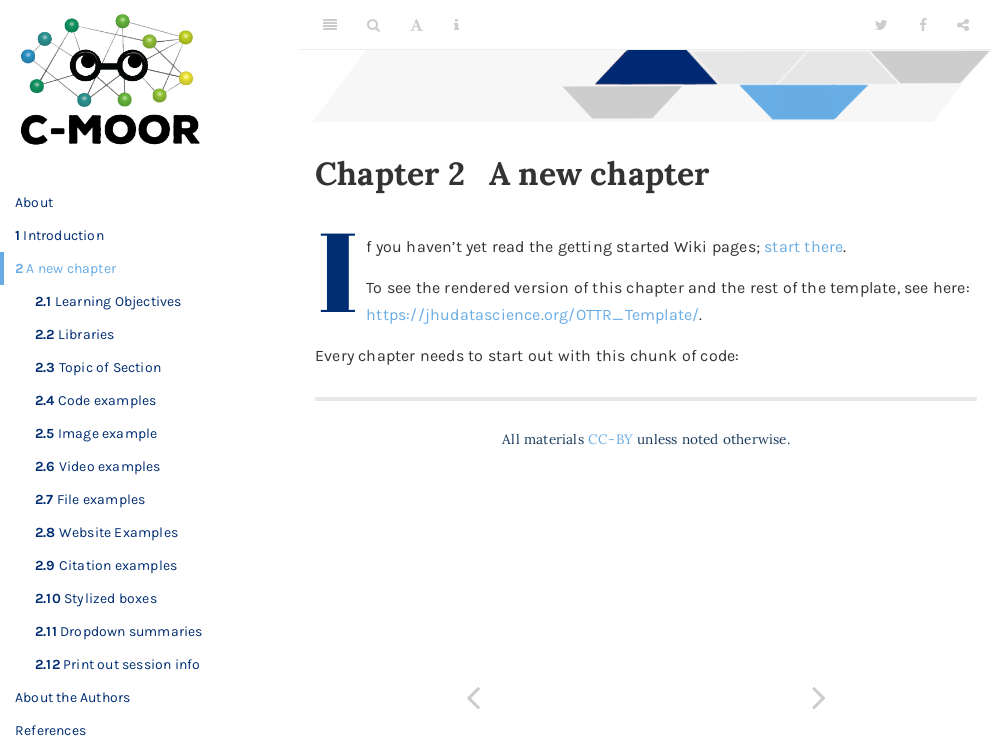 C-MOOR
About
1 Introduction
2 A new chapter
2.1 Learning Objectives
2.2 Libraries
2.3 Topic of Section
2.4 Code examples
2.5 Image example
2.6 Video examples
2.7 File examples
2.8 Website Examples
2.9 Citation examples
2.10 Stylized boxes
2.11 Dropdown summaries
2.12 Print out session info
About the Authors
References
A
Chapter 2 A new chapter
If you haven’t yet read the getting started Wiki pages; start there.
To see the rendered version of this chapter and the rest of the template, see here:
https://jhudatascience.org/OTTR_Template/.
Every chapter needs to start out with this chunk of code:
All materials CC-BY unless noted otherwise.